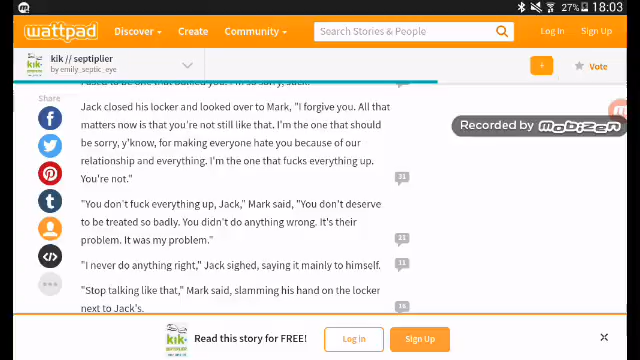 27% 18:03
wattpad Discover Create Community Search Stories & People Log In Sign Up
kik // septiplier
by emily_septic_eye
+ Vote
Share
Jack closed his locker and looked over to Mark, "I forgive you. All that
matters now is that you're not still like that. I'm the one that should
be sorry, y'know, for making everyone hate you because of our
relationship and everything. I'm the one that fucks everything up.
You're not."
31
Recorded by mobizen
"You don't fuck everything up, Jack," Mark said, "You don't deserve
to be treated so badly. You didn't do anything wrong. It's their
problem. It was my problem."
21
"I never do anything right," Jack sighed, saying it mainly to himself.
11
"Stop talking like that," Mark said, slamming his hand on the locker
next to Jack's.
kik
Read this story for FREE! Log in Sign Up